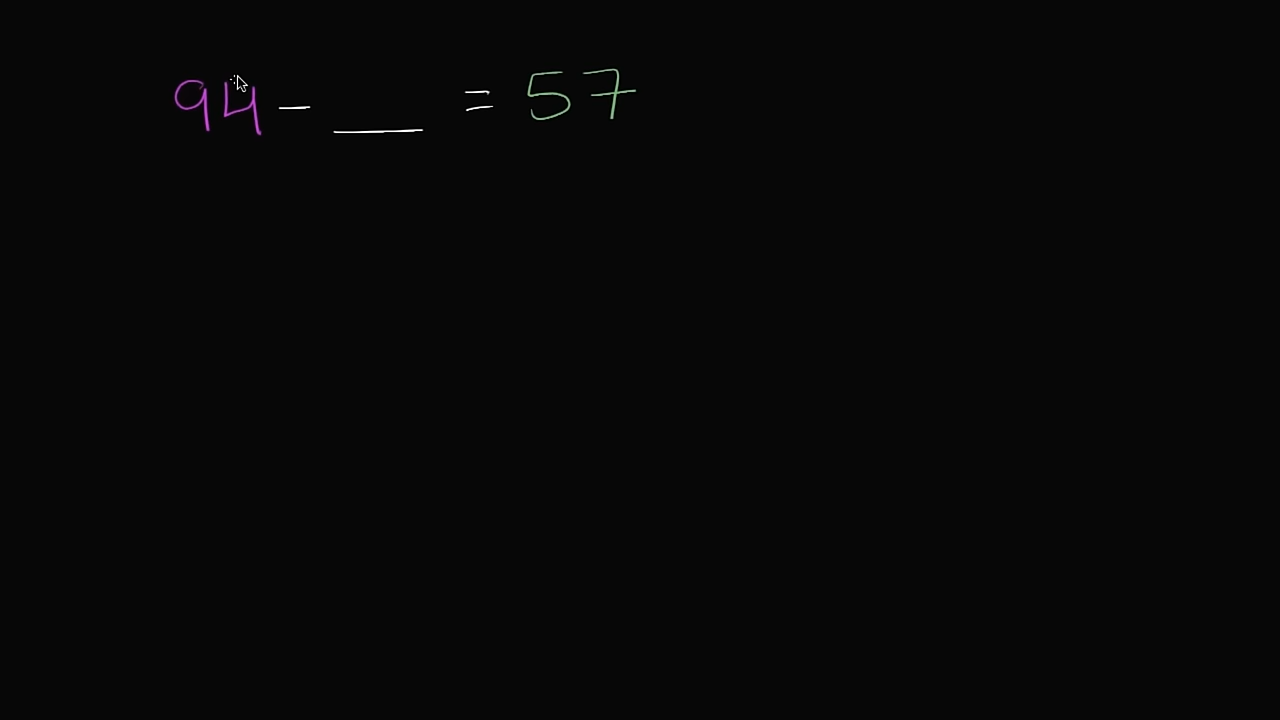 94 - ___ = 57